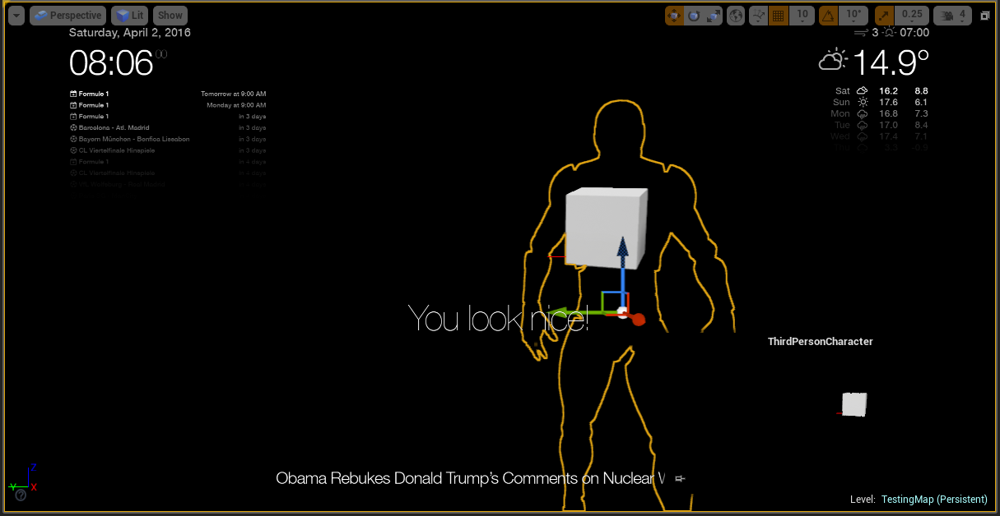 Perspective Lit Show 10 10° 0.25 4
Saturday, April 2, 2016
3 07:00
08:06 00
14.9°
Formule 1 Tomorrow at 9:00 AM
Formule 1 Monday at 9:00 AM
Formule 1 in 3 days
Barcelona - Atl. Madrid in 3 days
Bayern München - Benfica Lissabon in 3 days
CL Viertelfinale Hinspiele in 3 days
Formule 1 in 4 days
CL Viertelfinale Hinspiele in 4 days
Sat 16.2 8.8
Sun 17.6 6.1
Mon 16.8 7.3
Tue 17.0 8.4
Wed 17.4 7.1
Thu 3.3 -0.9
You look nice!
ThirdPersonCharacter
Obama Rebukes Donald Trump's Comments on Nuclear
Z
Y X
?
Level: TestingMap (Persistent)